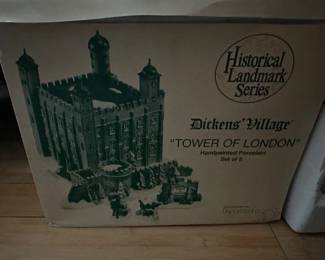 Historical
Landmark
Series
Dickens' Village
"TOWER OF LONDON"
Handpainted Porcelain
Set of 5